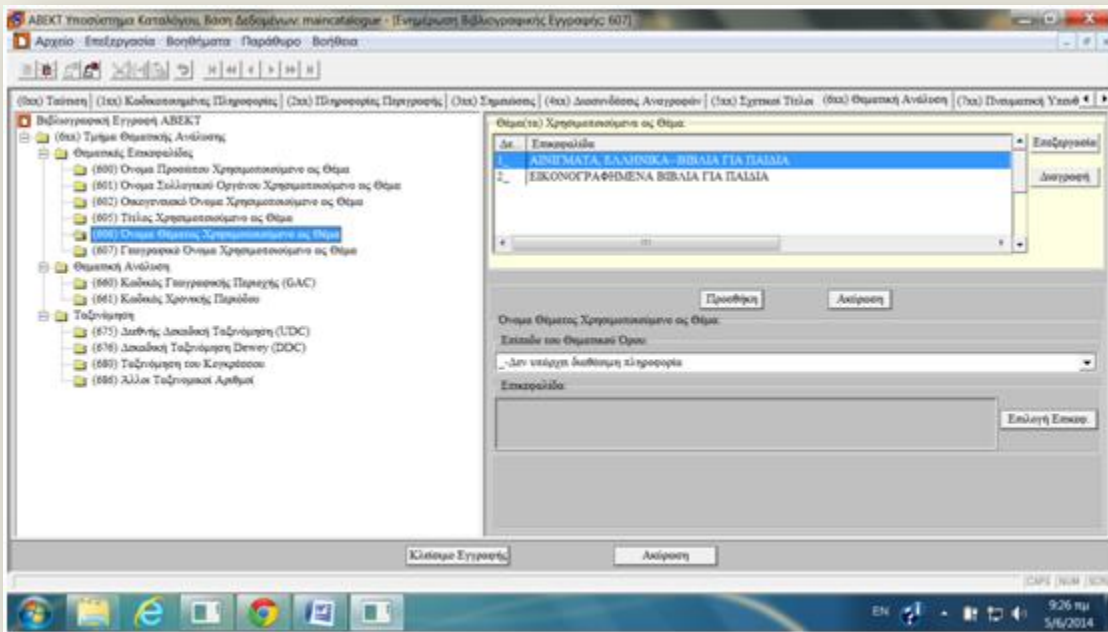 ΑΒΕΚΤ Υποσύστημα Καταλόγου, Βάση Δεδομένων: maincatalogue - [Ενημέρωση Βιβλιογραφικής Εγγραφής: 607]
Αρχείο Επεξεργασία Βοηθήματα Παράθυρο Βοήθεια
(0xx) Ταύτιση (1xx) Κωδικοποιημένες Πληροφορίες (2xx) Πληροφορίες Περιγραφής (3xx) Σημειώσεις (4xx) Διασυνδέσεις Αναγραφών (5xx) Σχετικοί Τίτλοι (6xx) Θεματική Ανάλυση (7xx) Πνευματική Υπευθ
Βιβλιογραφική Εγγραφή ΑΒΕΚΤ
(6xx) Τμήμα Θεματικής Ανάλυσης
Θεματικές Επικεφαλίδες
(600) Όνομα Προσώπου Χρησιμοποιούμενο ως Θέμα
(601) Όνομα Συλλογικού Οργάνου Χρησιμοποιούμενο ως Θέμα
(602) Οικογενειακό Όνομα Χρησιμοποιούμενο ως Θέμα
(605) Τίτλος Χρησιμοποιούμενο ως Θέμα
(606) Όνομα Θέματος Χρησιμοποιούμενο ως Θέμα
(607) Γεωγραφικό Όνομα Χρησιμοποιούμενο ως Θέμα
Θεματική Ανάλυση
(660) Κωδικός Γεωγραφικής Περιοχής (GAC)
(661) Κωδικός Χρονικής Περιόδου
Ταξινόμηση
(675) Διεθνής Δεκαδική Ταξινόμηση (UDC)
(676) Δεκαδική Ταξινόμηση Dewey (DDC)
(680) Ταξινόμηση του Κογκρέσσου
(686) Άλλοι Ταξινομικοί Αριθμοί
Θέμα(τα) Χρησιμοποιούμενα ως Θέμα:
Δε... Επικεφαλίδα
1_ ΑΙΝΙΓΜΑΤΑ, ΕΛΛΗΝΙΚΑ--ΒΙΒΛΙΑ ΓΙΑ ΠΑΙΔΙΑ
2_ ΕΙΚΟΝΟΓΡΑΦΗΜΕΝΑ ΒΙΒΛΙΑ ΓΙΑ ΠΑΙΔΙΑ
Επεξεργασία
Διαγραφή
Προσθήκη Ακύρωση
Όνομα Θέματος Χρησιμοποιούμενο ως Θέμα:
Επίπεδο του Θεματικού Όρου:
_-Δεν υπάρχει διαθέσιμη πληροφορία
Επικεφαλίδα:
Επιλογή Επικεφ.
Κλείσιμο Εγγραφής Ακύρωση
CAPS NUM SCR
EN 9:26 πμ
5/6/2014